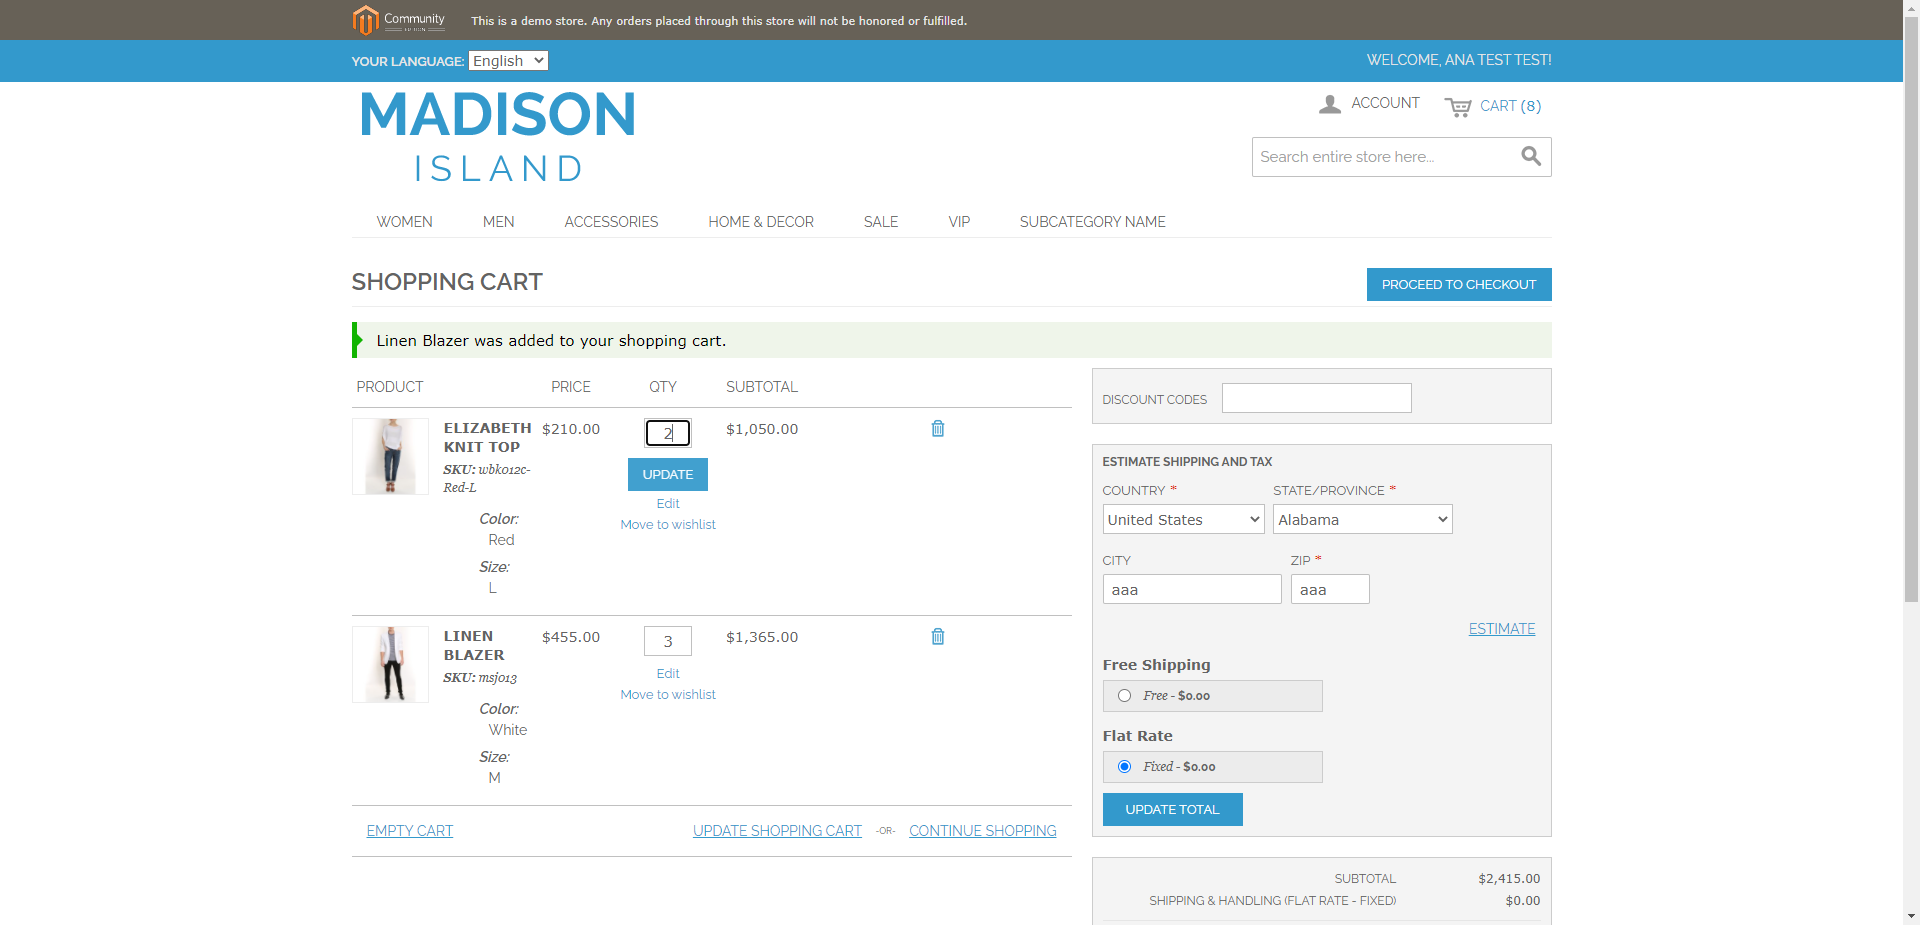 Community
EDITION
This is a demo store. Any orders placed through this store will not be honored or fulfilled.
YOUR LANGUAGE: English
WELCOME, ANA TEST TEST!
MADISON
ISLAND
ACCOUNT
CART (8)
Search entire store here...
WOMEN MEN ACCESSORIES HOME & DECOR SALE VIP SUBCATEGORY NAME
SHOPPING CART
PROCEED TO CHECKOUT
Linen Blazer was added to your shopping cart.
PRODUCT PRICE QTY SUBTOTAL
ELIZABETH
KNIT TOP
SKU: wbk012c-
Red-L
Color:
Red
Size:
L
$210.00
2
UPDATE
Edit
Move to wishlist
$1,050.00
LINEN
BLAZER
SKU: msj013
Color:
White
Size:
M
$455.00
3
Edit
Move to wishlist
$1,365.00
EMPTY CART
UPDATE SHOPPING CART -OR- CONTINUE SHOPPING
DISCOUNT CODES
ESTIMATE SHIPPING AND TAX
COUNTRY * STATE/PROVINCE *
United States Alabama
CITY ZIP *
aaa aaa
ESTIMATE
Free Shipping
Free - $0.00
Flat Rate
Fixed - $0.00
UPDATE TOTAL
SUBTOTAL $2,415.00
SHIPPING & HANDLING (FLAT RATE - FIXED) $0.00